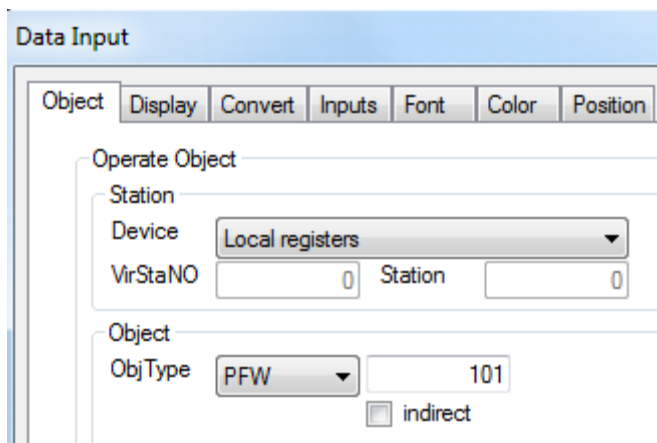 Data Input
Object Display Convert Inputs Font Color Position
Operate Object
Station
Device Local registers
VirStaNO 0 Station 0
Object
ObjType PFW 101
indirect